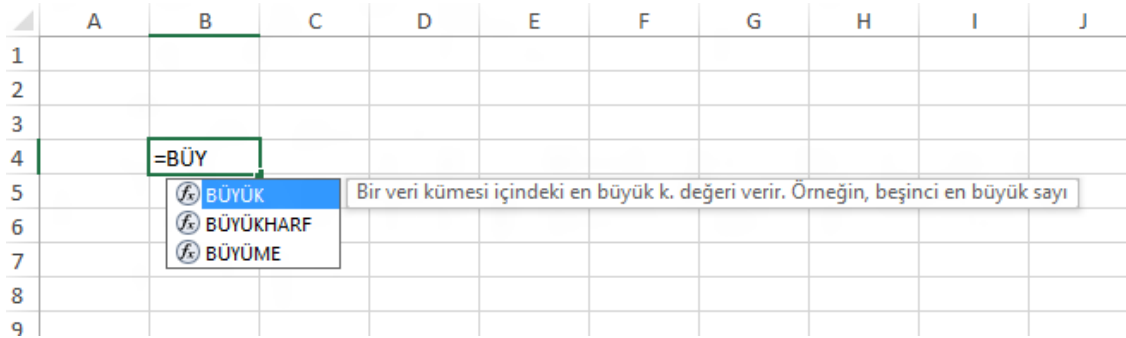 A B C D E F G H I J
1
2
3
4 =BÜY
5 BÜYÜK Bir veri kümesi içindeki en büyük k. değeri verir. Örneğin, beşinci en büyük sayı
6 BÜYÜKHARF
7 BÜYÜME
8
9